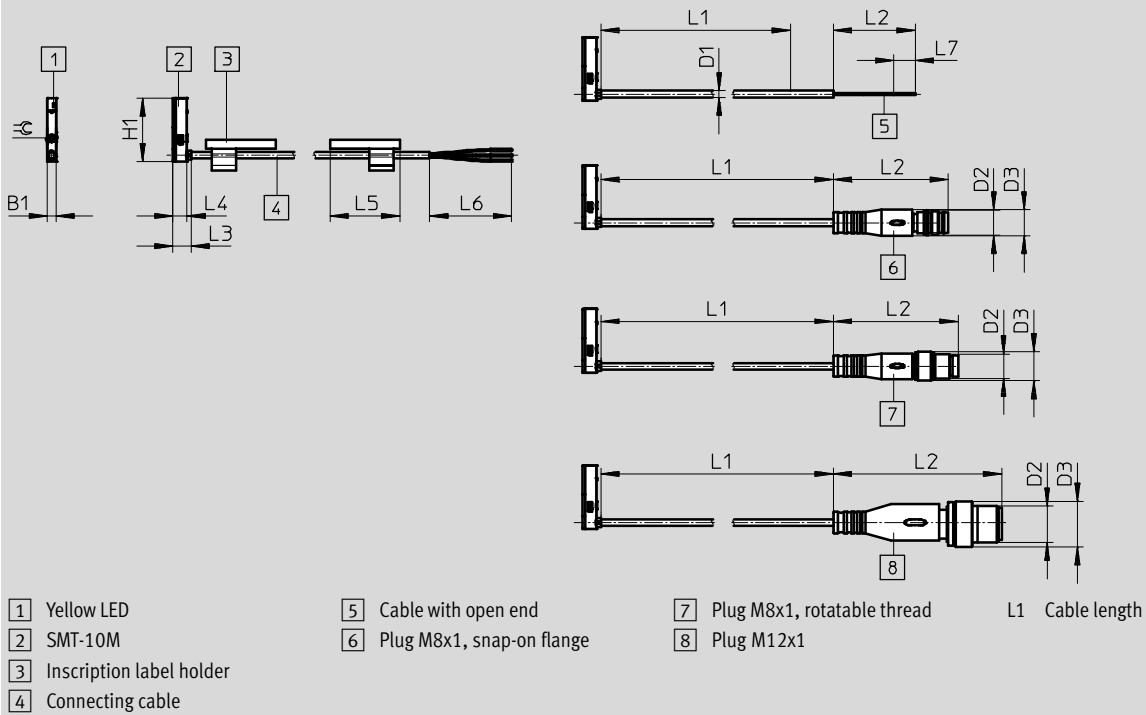 1
2
3
H1
B1
L4
L3
4
L5
L6
L1
L2
L7
D1
5
L1
L2
D2
D3
6
L1
L2
D2
D3
7
L1
L2
D2
D3
8
1 Yellow LED
2 SMT-10M
3 Inscription label holder
4 Connecting cable
5 Cable with open end
6 Plug M8x1, snap-on flange
7 Plug M8x1, rotatable thread
8 Plug M12x1
L1 Cable length